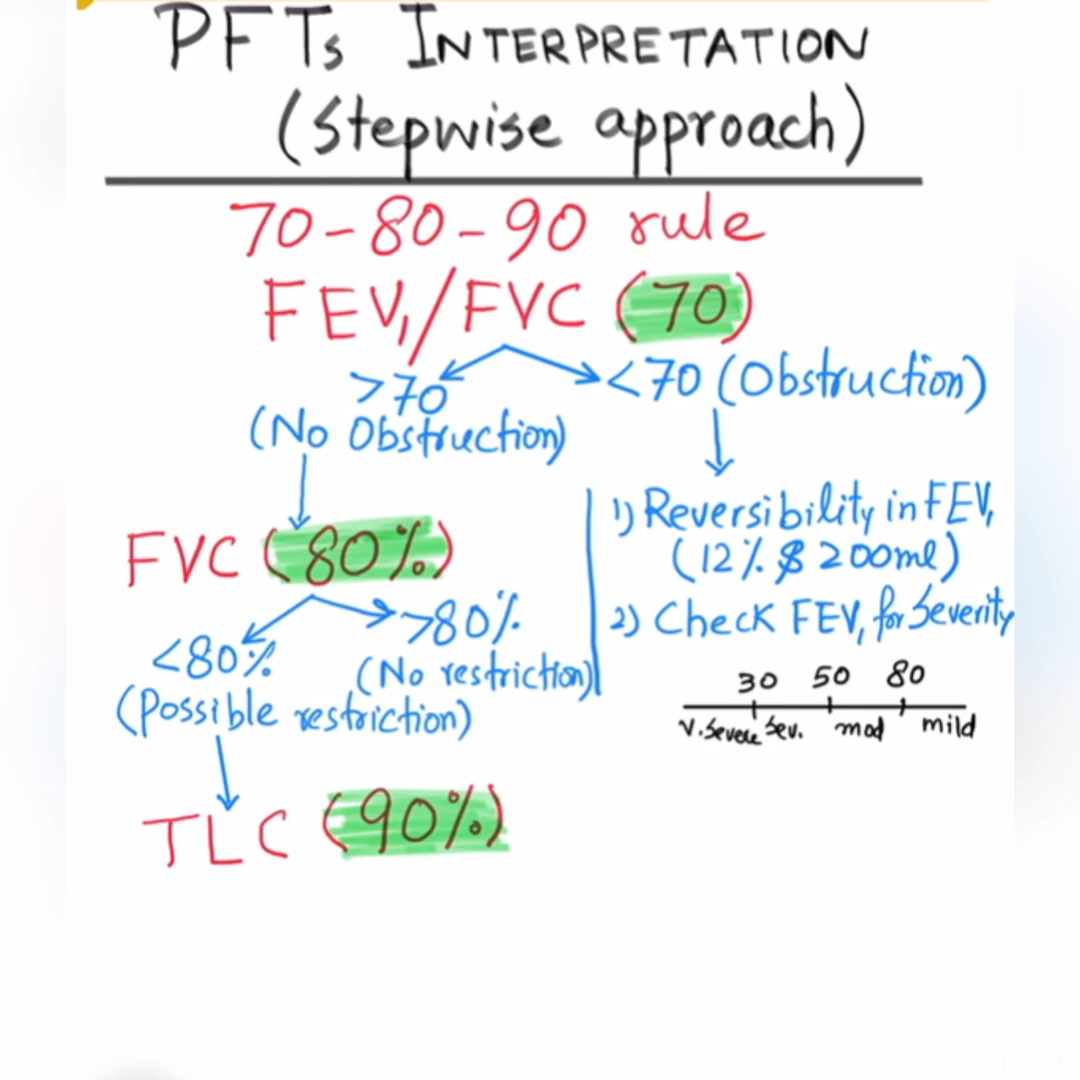 PFTs INTERPRETATION
(Stepwise approach)
70-80-90 rule
FEV₁/FVC (70)
>70
(No Obstruction)
<70 (Obstruction)
1) Reversibility in FEV₁
(12% & 200ml)
2) Check FEV₁ for Severity
30 50 80
V.Severe Sev. mod mild
FVC (80%)
<80%
(Possible restriction)
>80%
(No restriction)
TLC (90%)